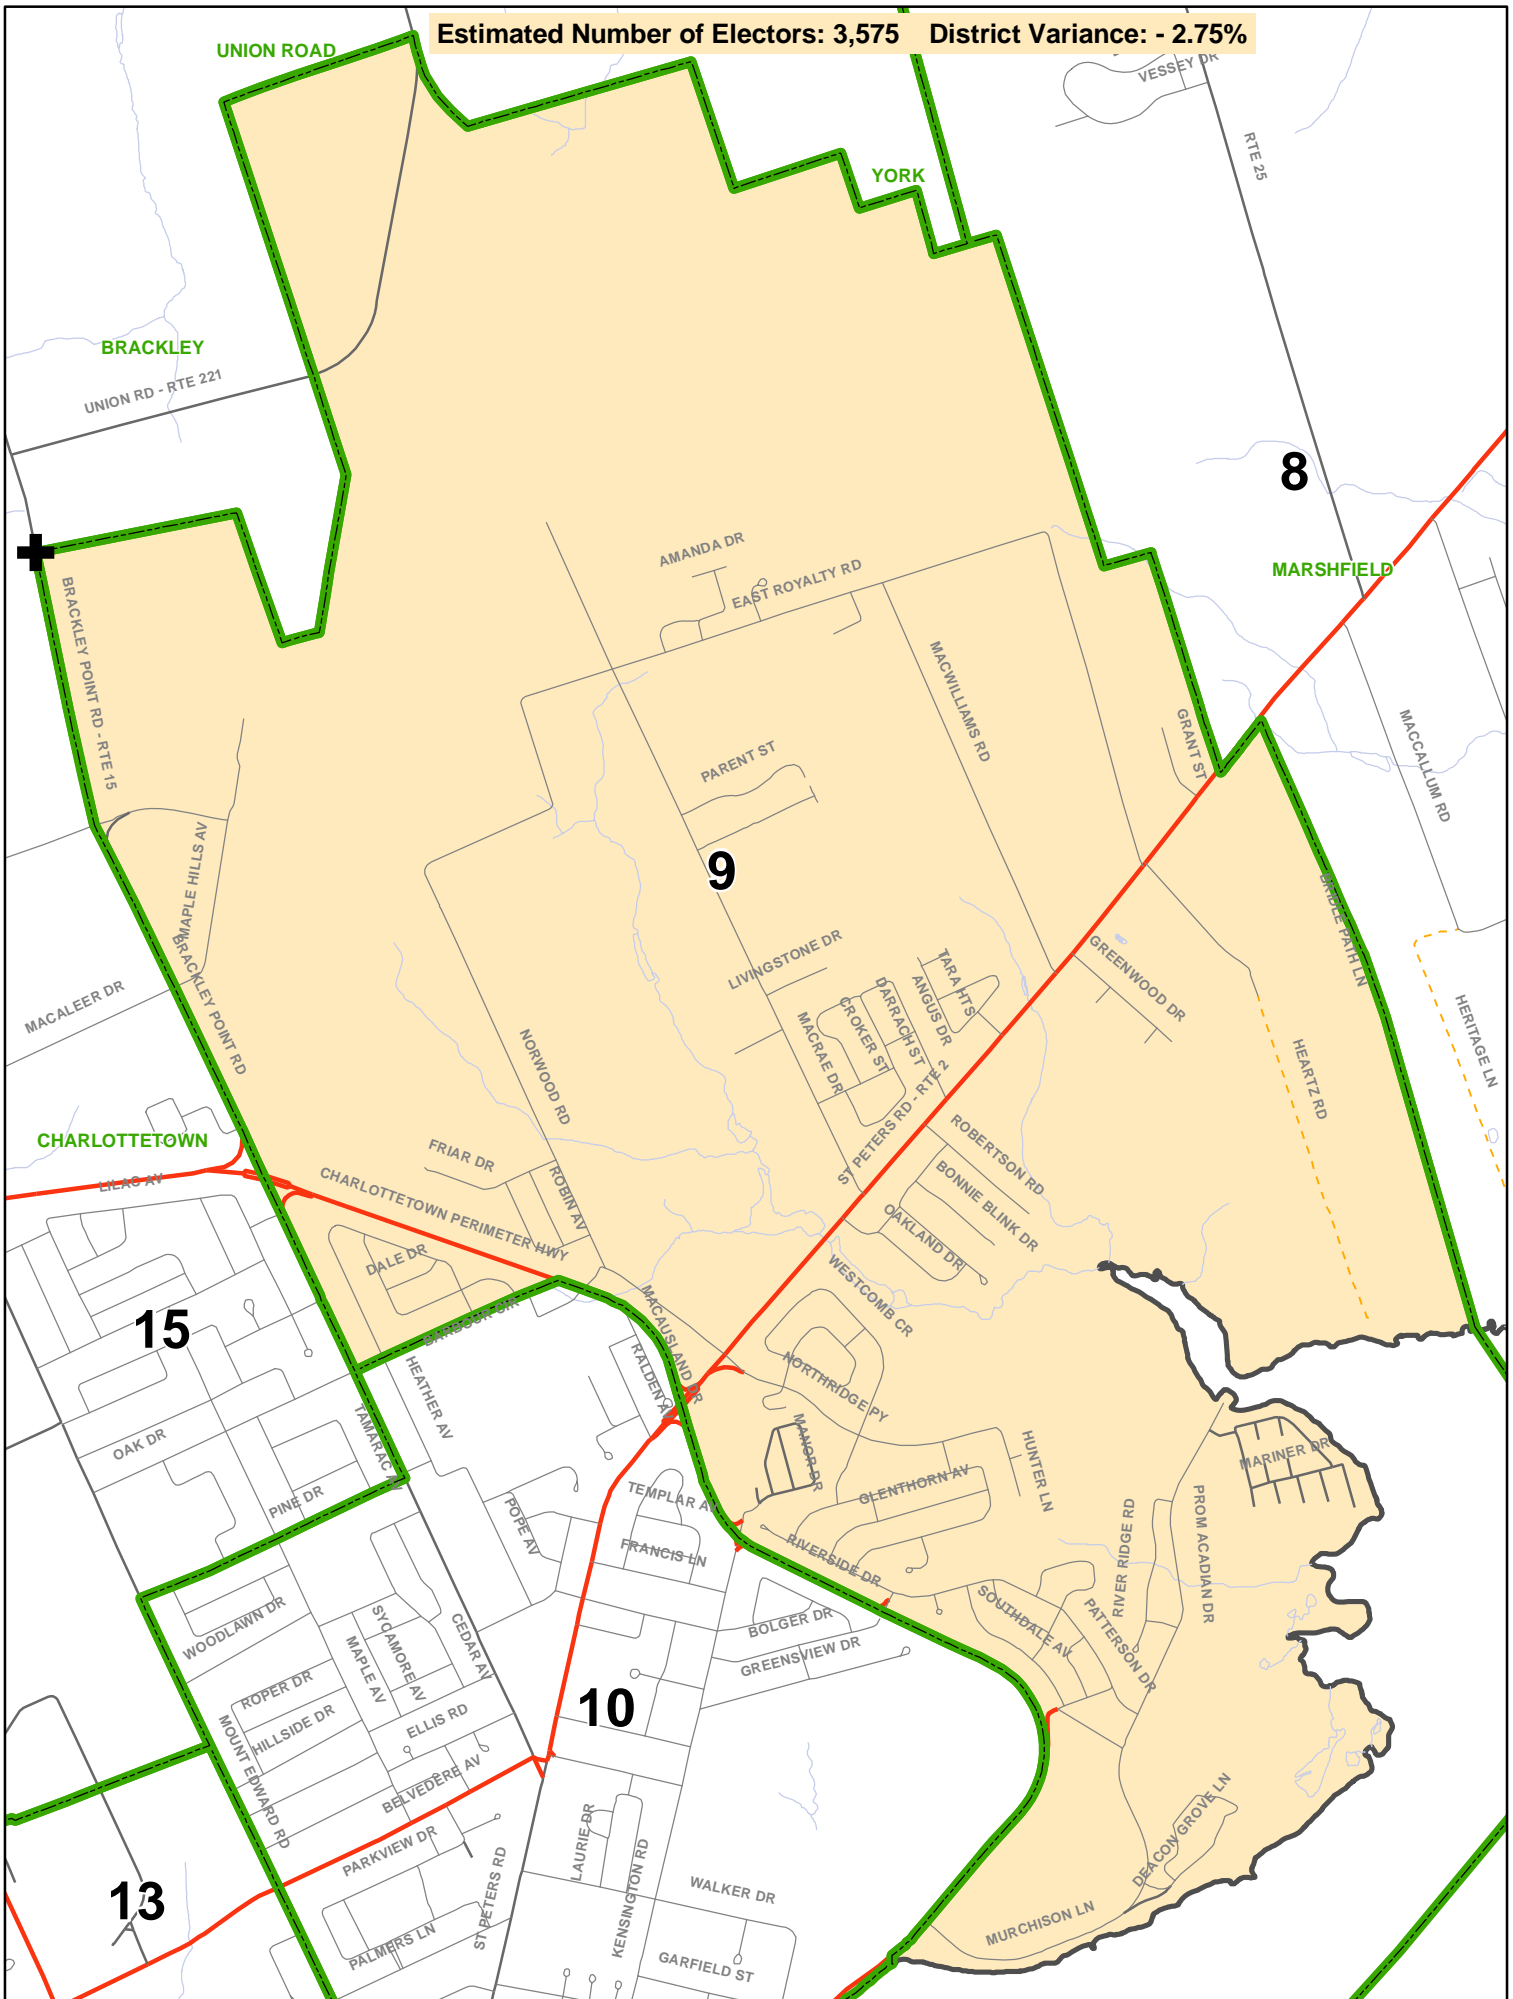 Estimated Number of Electors: 3,575 District Variance: - 2.75%
UNION ROAD
VESSEY DR
RTE 25
YORK
BRACKLEY
UNION RD - RTE 221
8
MARSHFIELD
AMANDA DR
EAST ROYALTY RD
BRACKLEY POINT RD - RTE 15
MACWILLIAMS RD
GRANT ST
MACCALLUM RD
PARENT ST
MAPLE HILLS AV
9
BRIDLE PATH LN
BRACKLEY POINT RD
MACALEER DR
LIVINGSTONE DR
TARA HTS
ANGUS DR
DARRACH ST
CROKER ST
MACRAE DR
GREENWOOD DR
HEARTZ RD
HERITAGE LN
NORWOOD RD
ST PETERS RD - RTE 2
CHARLOTTETOWN
LILAC AV
FRIAR DR
ROBIN AV
CHARLOTTETOWN PERIMETER HWY
ROBERTSON RD
BONNIE BLINK DR
OAKLAND DR
DALE DR
WESTCOMB CR
15
BARBOUR CIR
MACAUSLAND DR
RALDEN AV
HEATHER AV
NORTHRIDGE PY
MANOR DR
OAK DR
TAMARAC AV
HUNTER LN
MARINER DR
GLENTHORN AV
PINE DR
POPE AV
TEMPLAR AV
FRANCIS LN
RIVERSIDE DR
RIVER RIDGE RD
PROM ACADIAN DR
WOODLAWN DR
SYCAMORE AV
MAPLE AV
CEDAR AV
BOLGER DR
GREENSVIEW DR
SOUTHDALE AV
PATTERSON DR
ROPER DR
HILLSIDE DR
ELLIS RD
10
MOUNT EDWARD RD
BELVEDERE AV
PARKVIEW DR
LAURIE DR
KENSINGTON RD
DEACON GROVE LN
13
ST PETERS RD
WALKER DR
MURCHISON LN
PALMERS LN
GARFIELD ST